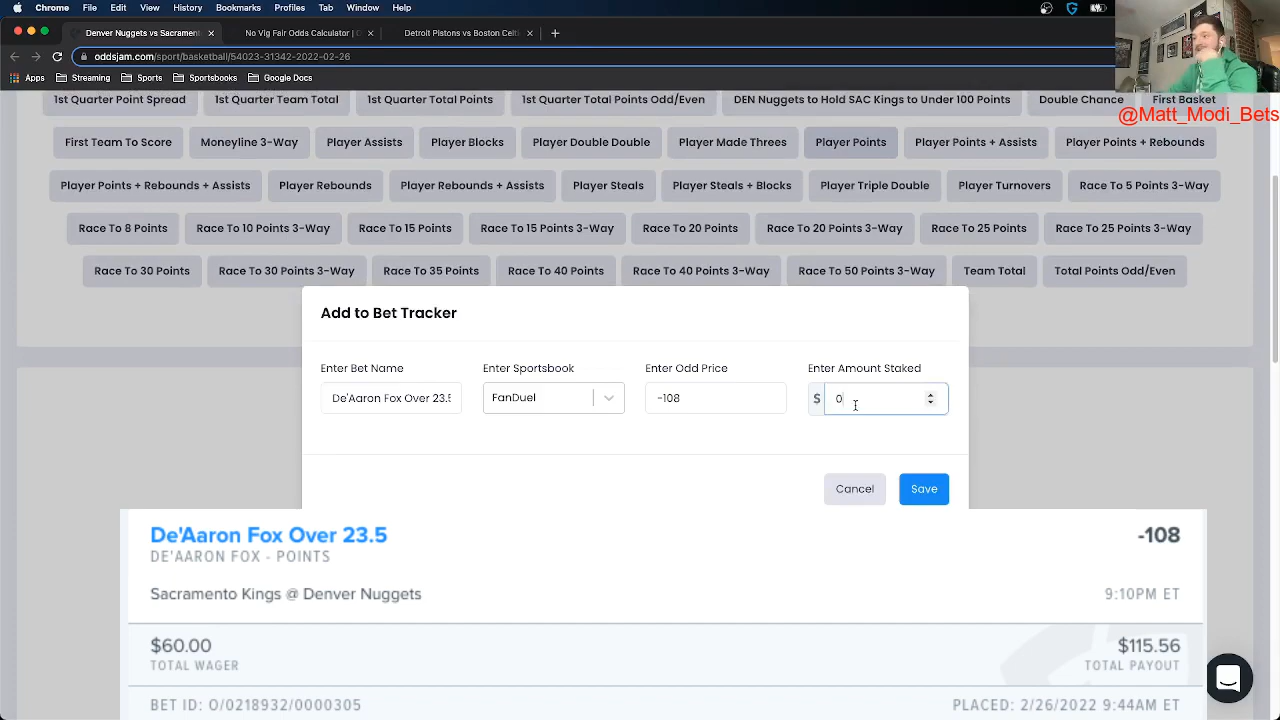 Chrome File Edit View History Bookmarks Profiles Tab Window Help
Denver Nuggets vs Sacrament × No Vig Fair Odds Calculator | O × Detroit Pistons vs Boston Celti × +
oddsjam.com/sport/basketball/54023-31342-2022-02-26
Apps Streaming Sports Sportsbooks Google Docs
@Matt_Modi_Bets
1st Quarter Point Spread 1st Quarter Team Total 1st Quarter Total Points 1st Quarter Total Points Odd/Even DEN Nuggets to Hold SAC Kings to Under 100 Points Double Chance First Basket
First Team To Score Moneyline 3-Way Player Assists Player Blocks Player Double Double Player Made Threes Player Points Player Points + Assists Player Points + Rebounds
Player Points + Rebounds + Assists Player Rebounds Player Rebounds + Assists Player Steals Player Steals + Blocks Player Triple Double Player Turnovers Race To 5 Points 3-Way
Race To 8 Points Race To 10 Points 3-Way Race To 15 Points Race To 15 Points 3-Way Race To 20 Points Race To 20 Points 3-Way Race To 25 Points Race To 25 Points 3-Way
Race To 30 Points Race To 30 Points 3-Way Race To 35 Points Race To 40 Points Race To 40 Points 3-Way Race To 50 Points 3-Way Team Total Total Points Odd/Even
Add to Bet Tracker
Enter Bet Name Enter Sportsbook Enter Odd Price Enter Amount Staked
De'Aaron Fox Over 23.5 FanDuel -108 $ 0
Cancel Save
De'Aaron Fox Over 23.5 -108
DE'AARON FOX - POINTS
Sacramento Kings @ Denver Nuggets 9:10PM ET
$60.00 $115.56
TOTAL WAGER TOTAL PAYOUT
BET ID: O/0218932/0000305 PLACED: 2/26/2022 9:44AM ET